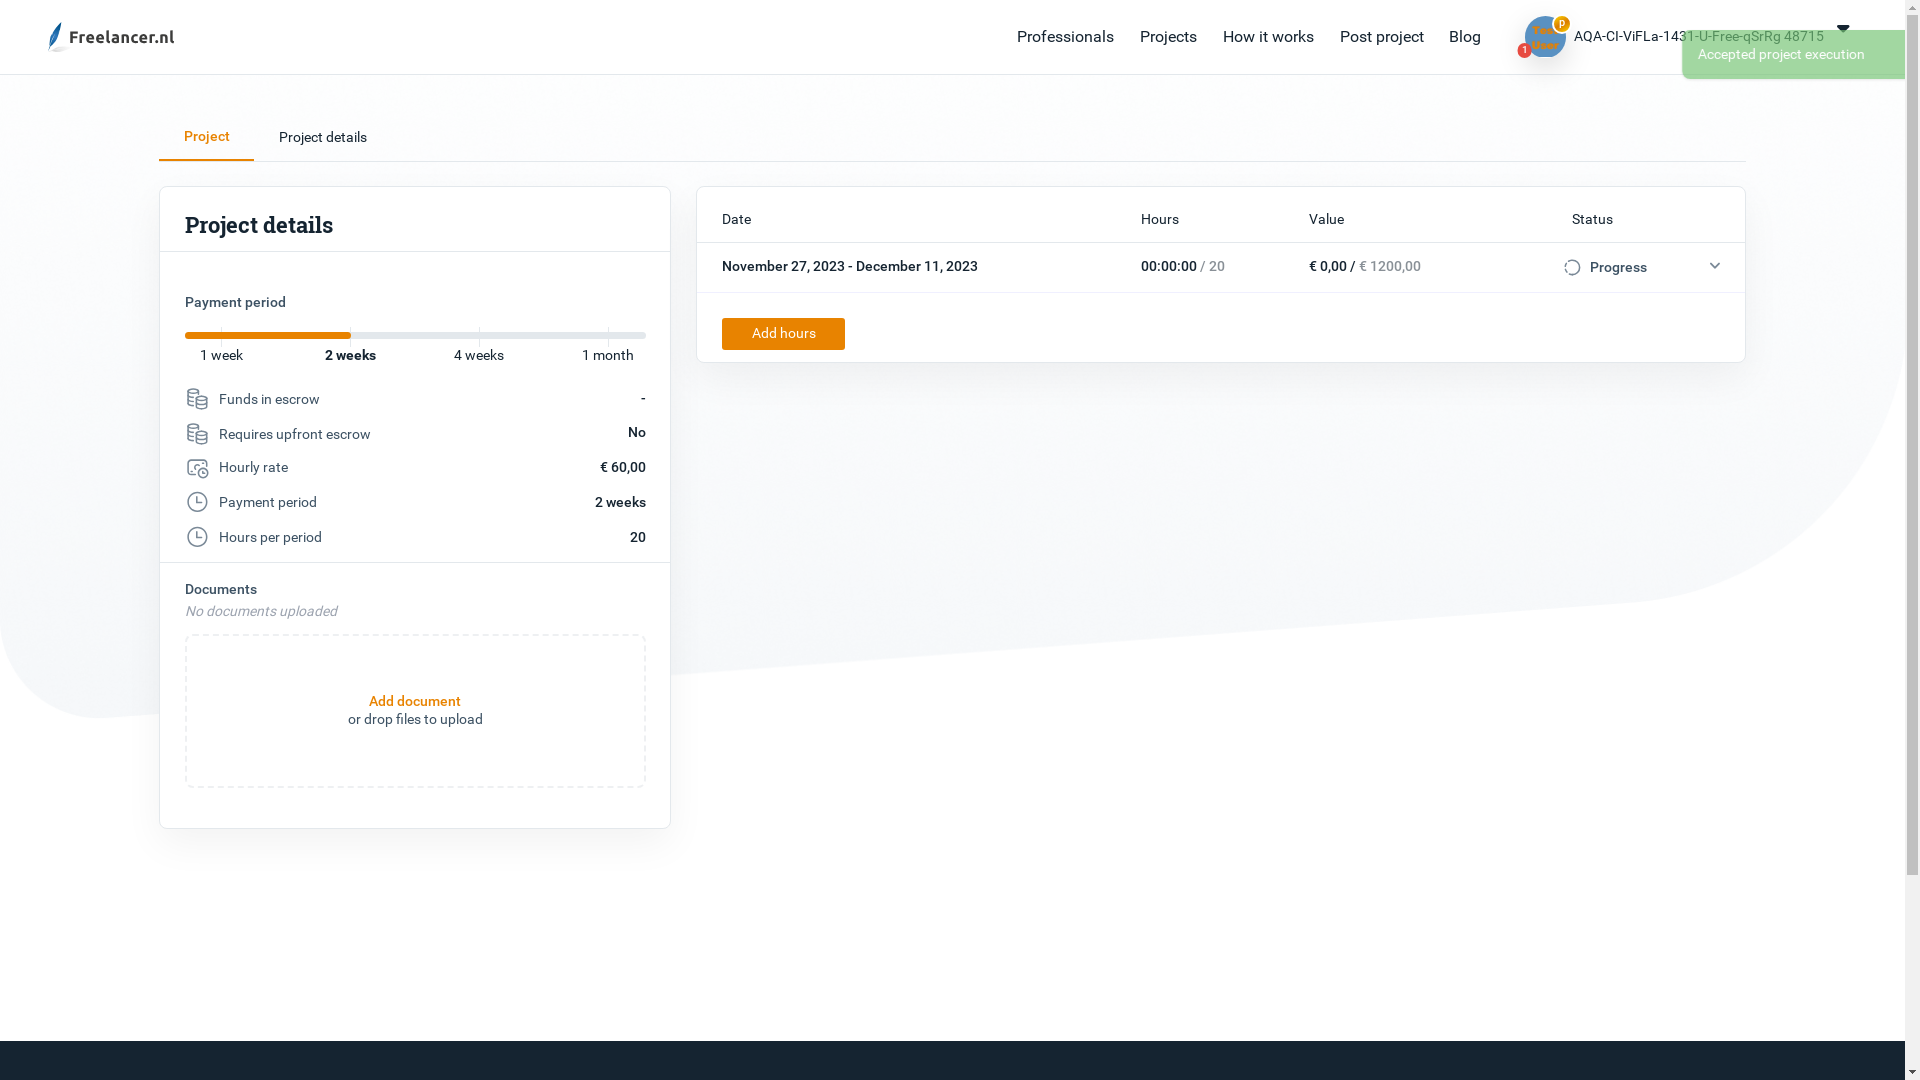 Freelancer.nl
Professionals
Projects
How it works
Post project
Blog
Test
User
P
1
AQA-CI-ViFLa-1431-U-Free-qSrRg 48715
Accepted project execution
Project
Project details
Project details
Payment period
1 week
2 weeks
4 weeks
1 month
Funds in escrow -
Requires upfront escrow No
Hourly rate € 60,00
Payment period 2 weeks
Hours per period 20
Documents
No documents uploaded
Add document
or drop files to upload
Date Hours Value Status
November 27, 2023 - December 11, 2023 00:00:00 / 20 € 0,00 / € 1200,00 Progress
Add hours